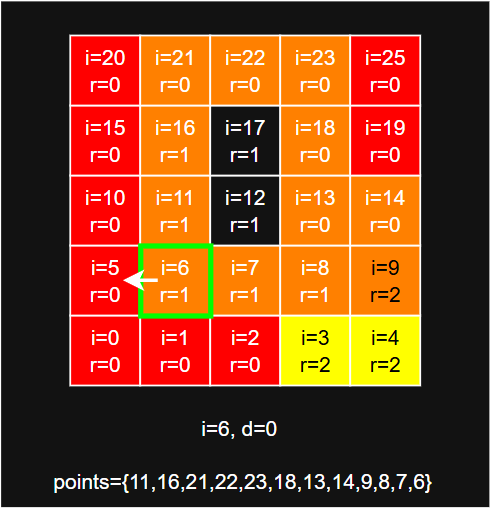 i=20 i=21 i=22 i=23 i=25
r=0 r=0 r=0 r=0 r=0
i=15 i=16 i=17 i=18 i=19
r=0 r=1 r=1 r=0 r=0
i=10 i=11 i=12 i=13 i=14
r=0 r=1 r=1 r=0 r=0
i=5 i=6 i=7 i=8 i=9
r=0 r=1 r=1 r=1 r=2
i=0 i=1 i=2 i=3 i=4
r=0 r=0 r=0 r=2 r=2
i=6, d=0
points={11,16,21,22,23,18,13,14,9,8,7,6}